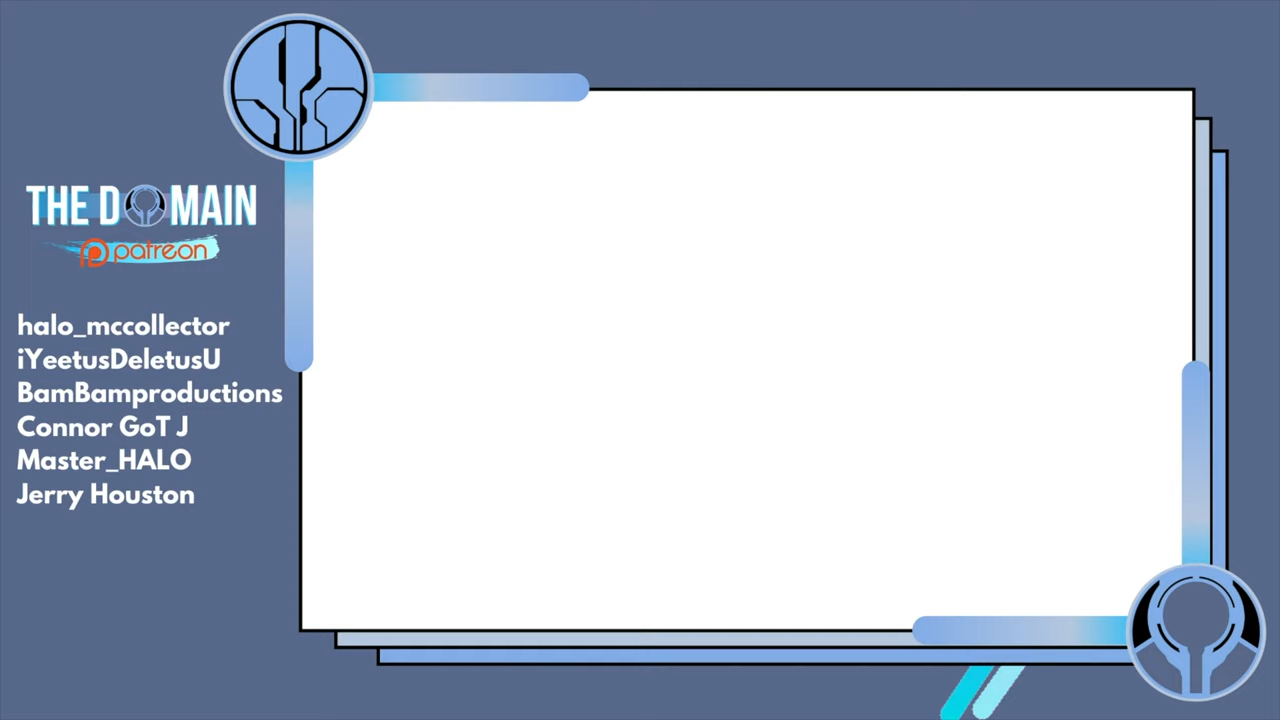 THE DOMAIN
patreon
halo_mccollector
iYeetusDeletusU
BamBamproductions
Connor GoT J
Master_HALO
Jerry Houston